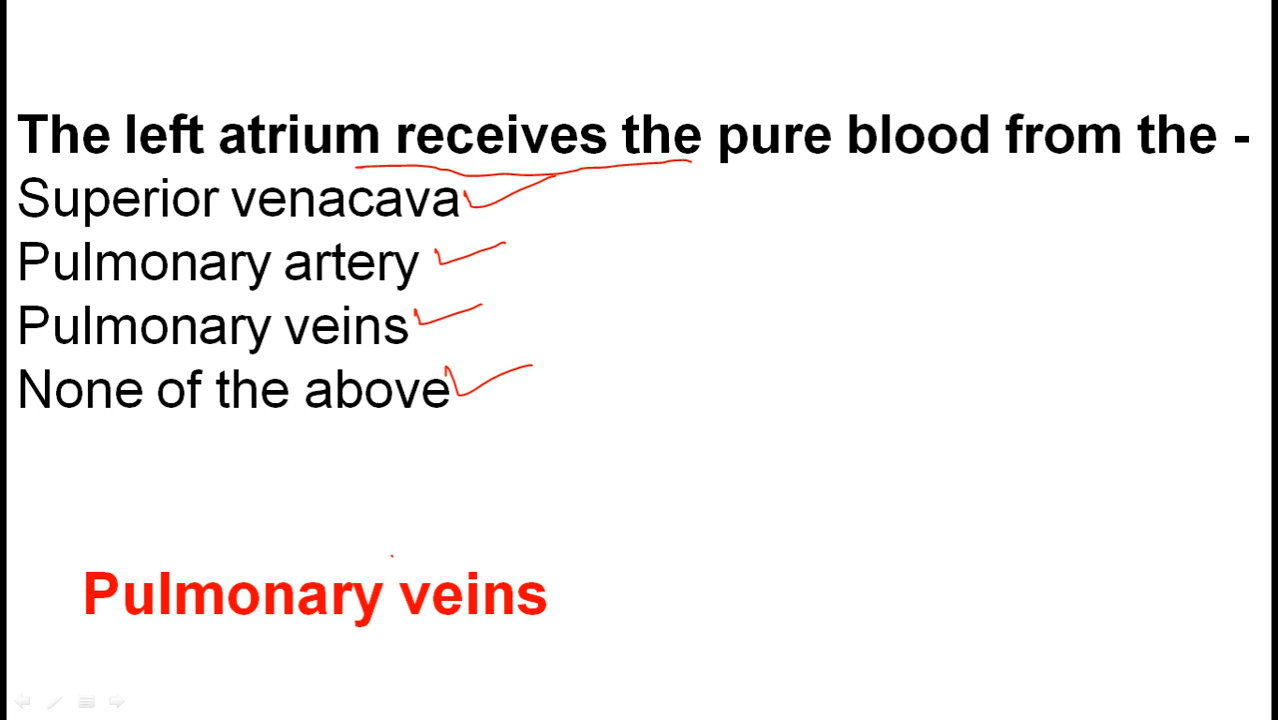 The left atrium receives the pure blood from the -
Superior venacava
Pulmonary artery
Pulmonary veins
None of the above
Pulmonary veins